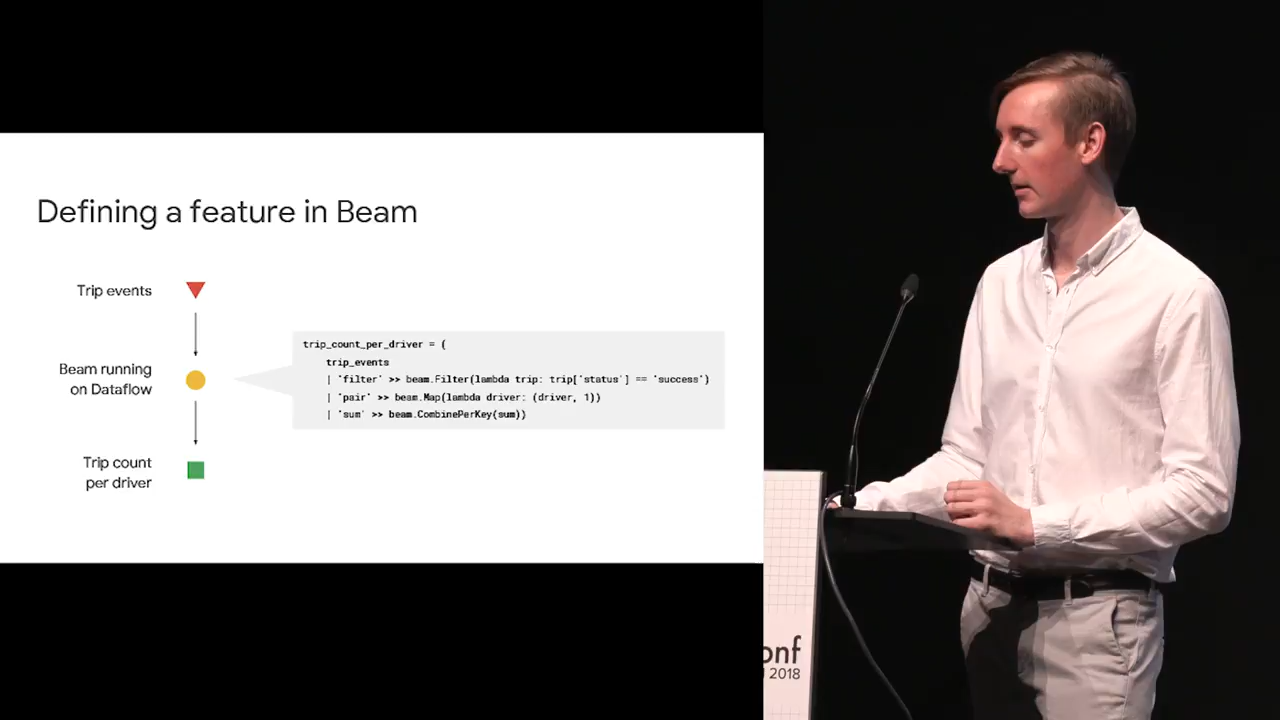 Defining a feature in Beam
Trip events
Beam running
on Dataflow
Trip count
per driver
trip_count_per_driver = (
trip_events
| 'filter' >> beam.Filter(lambda trip: trip['status'] == 'success')
| 'pair' >> beam.Map(lambda driver: (driver, 1))
| 'sum' >> beam.CombinePerKey(sum))
onf
2018